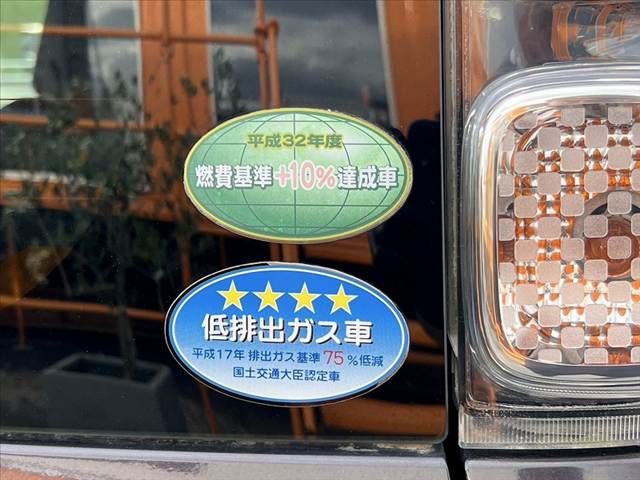 平成32年度
燃費基準+10%達成車
低排出ガス車
平成17年 排出ガス基準 75%低減
国土交通大臣認定車